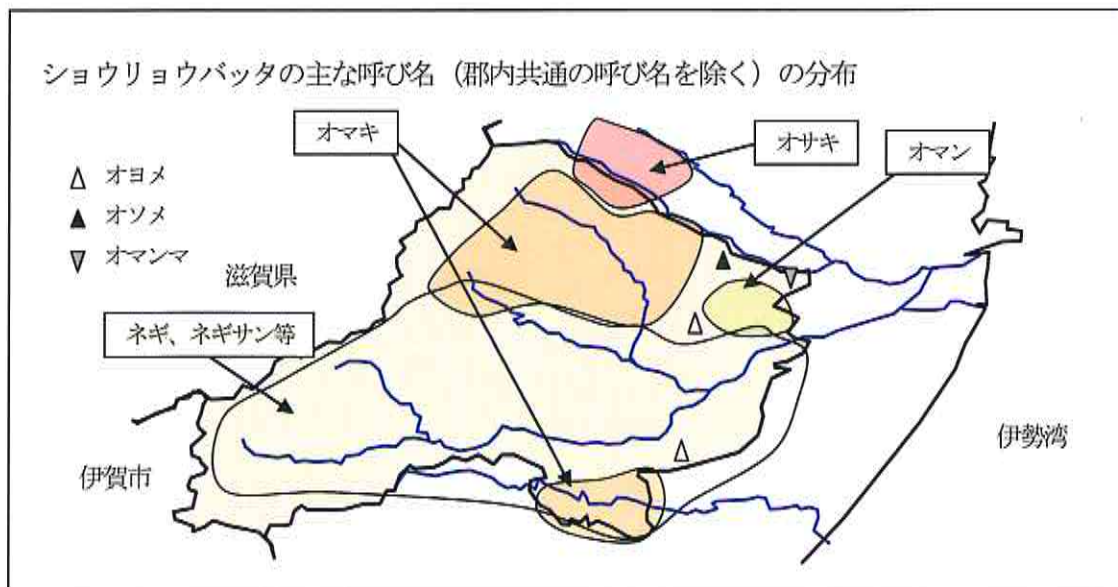 ショウリョウバッタの主な呼び名（郡内共通の呼び名を除く）の分布
オマキ
オサキ
オマン
オヨメ
オソメ
オマンマ
滋賀県
ネギ、ネギサン等
伊勢湾
伊賀市